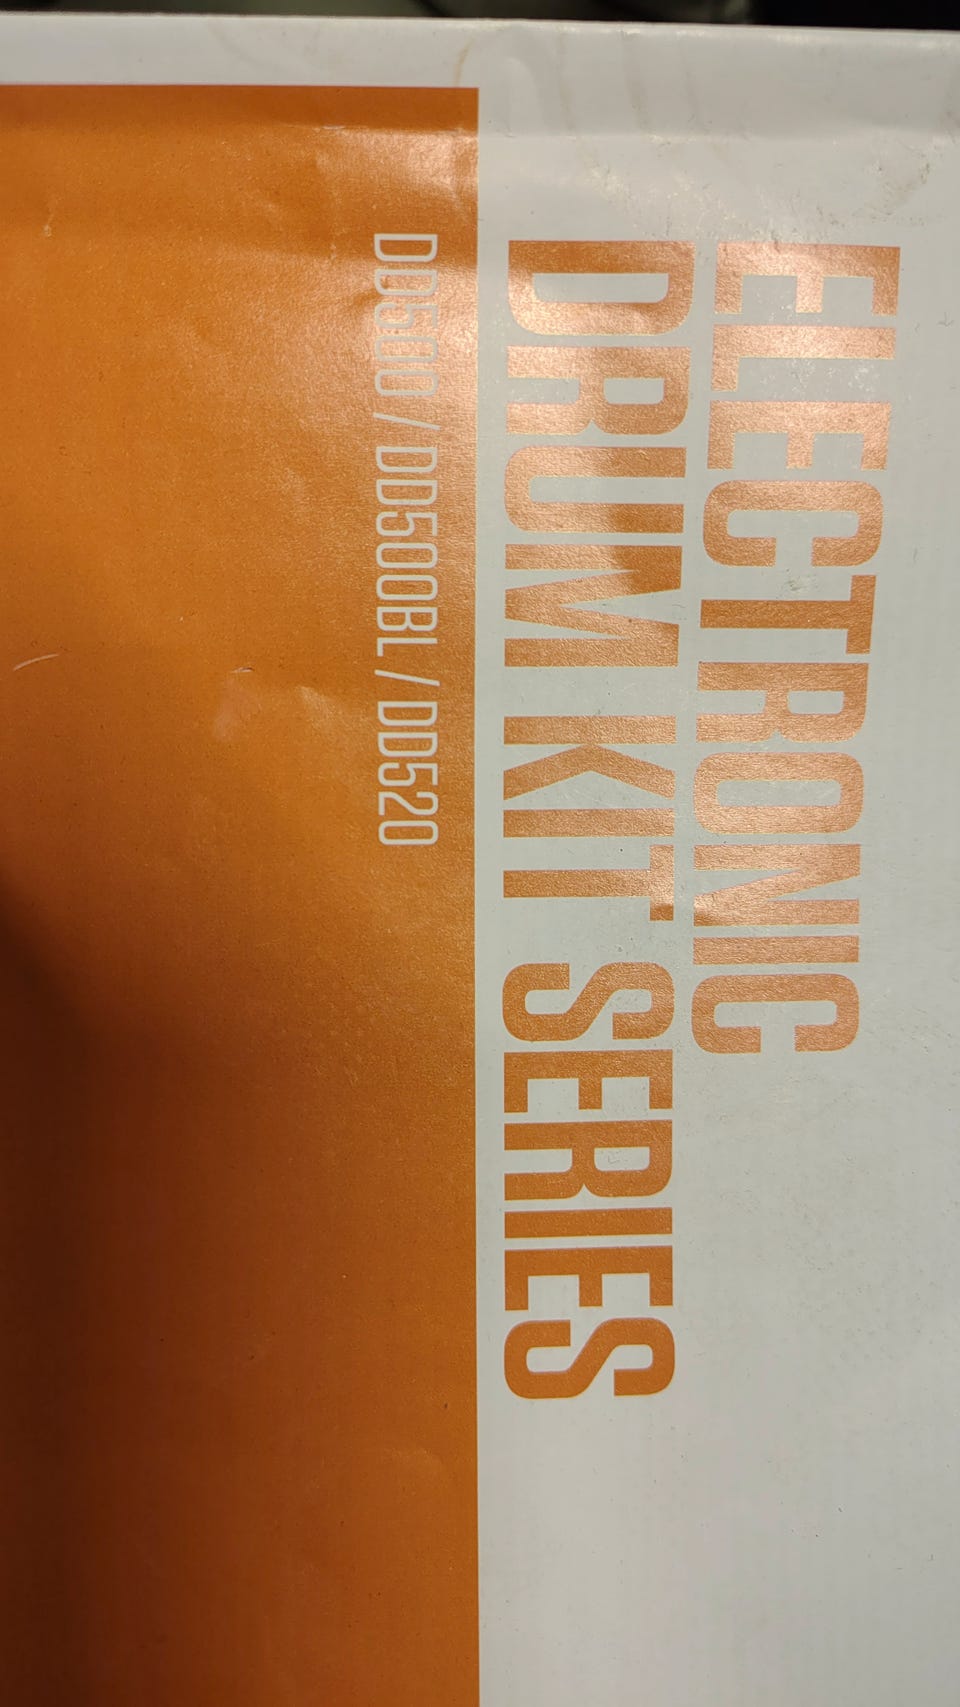 ELECTRONIC
DRUM KIT SERIES
DD500 / DD500BL / DD520